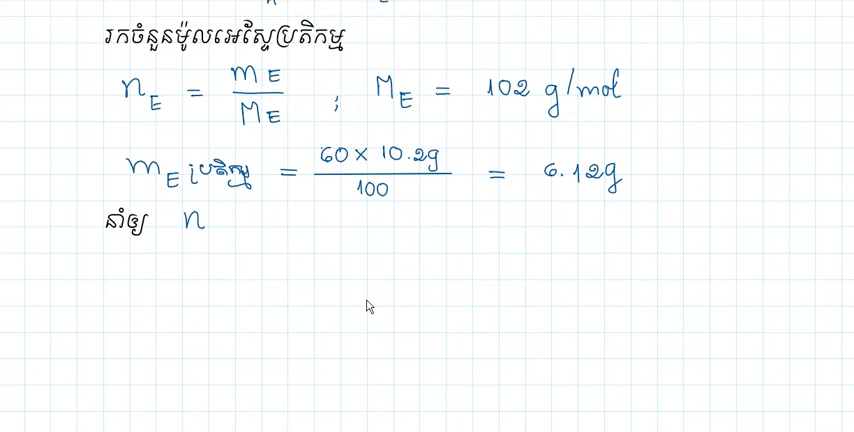 រកចំនួនម៉ូលអេស្ទែប្រតិកម្ម
n_E = m_E / M_E ; M_E = 102 g/mol
m_E ប្រតិកម្ម = 60 × 10.2g / 100 = 6.12g
នាំឲ្យ n